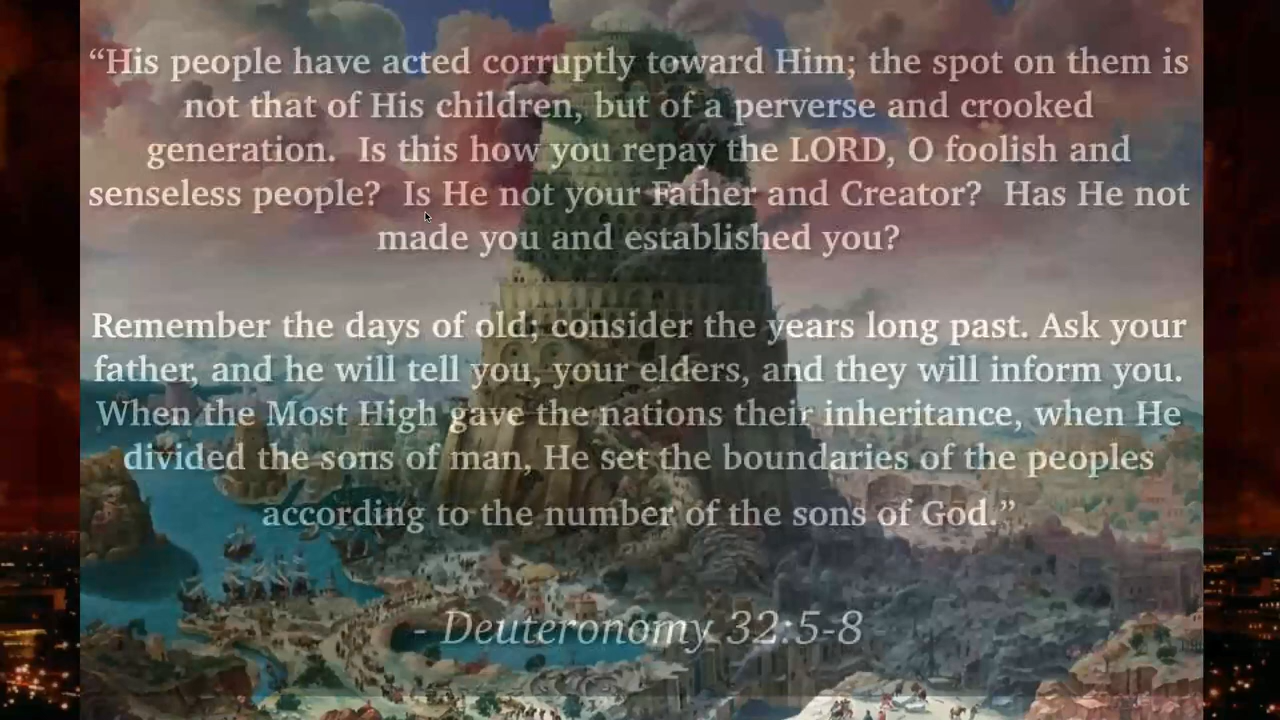 “His people have acted corruptly toward Him; the spot on them is
not that of His children, but of a perverse and crooked
generation.  Is this how you repay the LORD, O foolish and
senseless people?  Is He not your Father and Creator?  Has He not
made you and established you?
Remember the days of old; consider the years long past. Ask your
father, and he will tell you, your elders, and they will inform you.
When the Most High gave the nations their inheritance, when He
divided the sons of man, He set the boundaries of the peoples
according to the number of the sons of God.”
- Deuteronomy 32:5-8